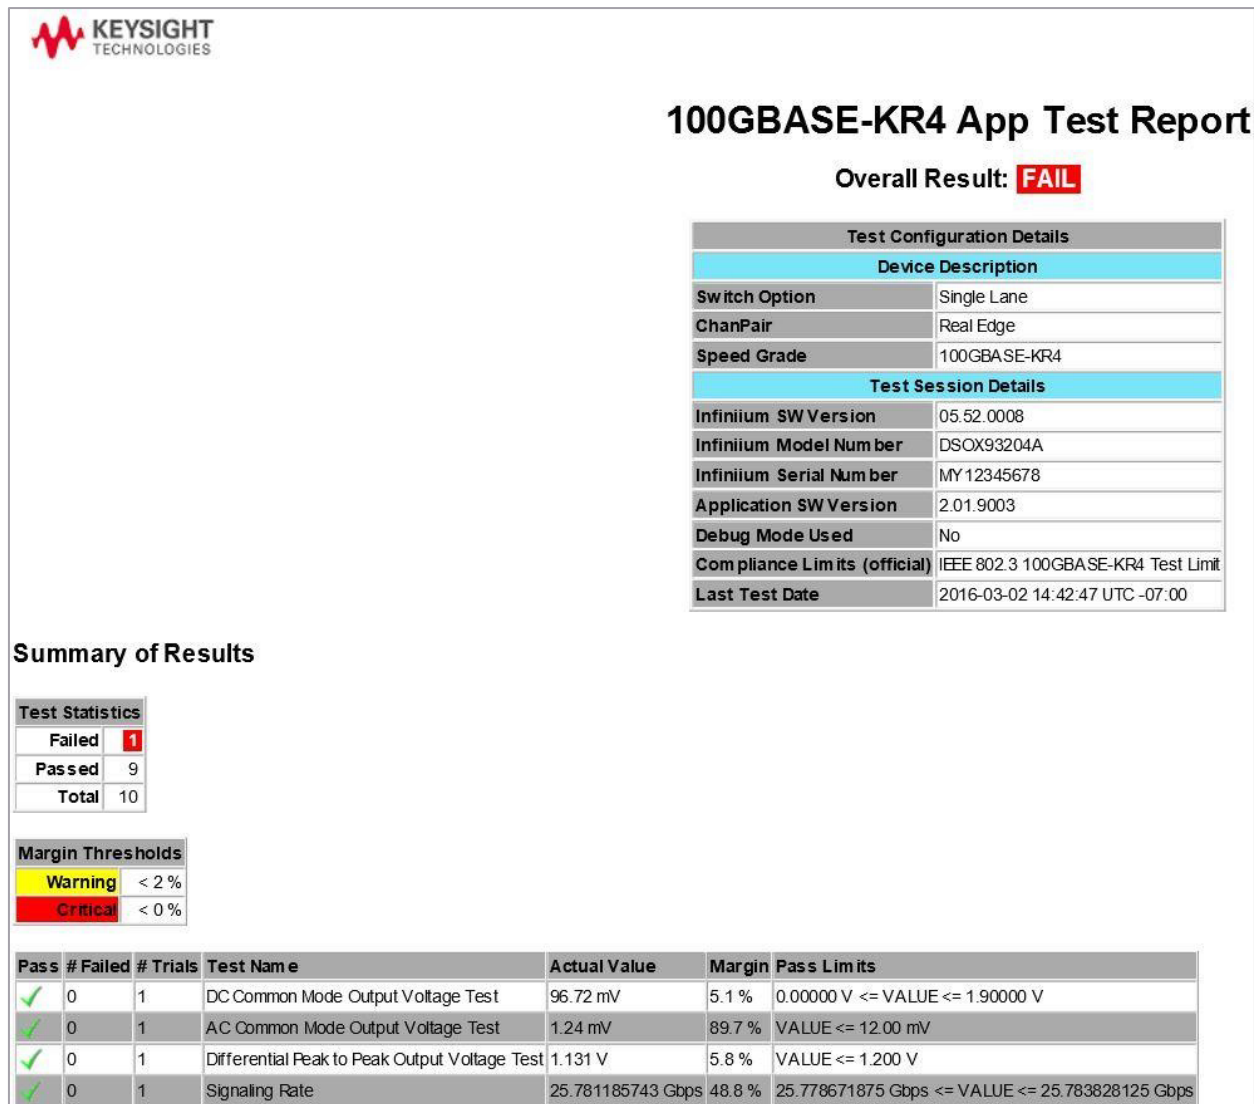 KEYSIGHT
TECHNOLOGIES
100GBASE-KR4 App Test Report
Overall Result: FAIL
Test Configuration Details
Device Description
Switch Option Single Lane
ChanPair Real Edge
Speed Grade 100GBASE-KR4
Test Session Details
Infiniium SW Version 05.52.0008
Infiniium Model Number DSOX93204A
Infiniium Serial Number MY12345678
Application SW Version 2.01.9003
Debug Mode Used No
Compliance Limits (official) IEEE 802.3 100GBASE-KR4 Test Limit
Last Test Date 2016-03-02 14:42:47 UTC -07:00
Summary of Results
Test Statistics
Failed 1
Passed 9
Total 10
Margin Thresholds
Warning < 2 %
Critical < 0 %
Pass # Failed # Trials Test Name Actual Value Margin Pass Limits
0 1 DC Common Mode Output Voltage Test 96.72 mV 5.1 % 0.00000 V <= VALUE <= 1.90000 V
0 1 AC Common Mode Output Voltage Test 1.24 mV 89.7 % VALUE <= 12.00 mV
0 1 Differential Peak to Peak Output Voltage Test 1.131 V 5.8 % VALUE <= 1.200 V
0 1 Signaling Rate 25.781185743 Gbps 48.8 % 25.778671875 Gbps <= VALUE <= 25.783828125 Gbps